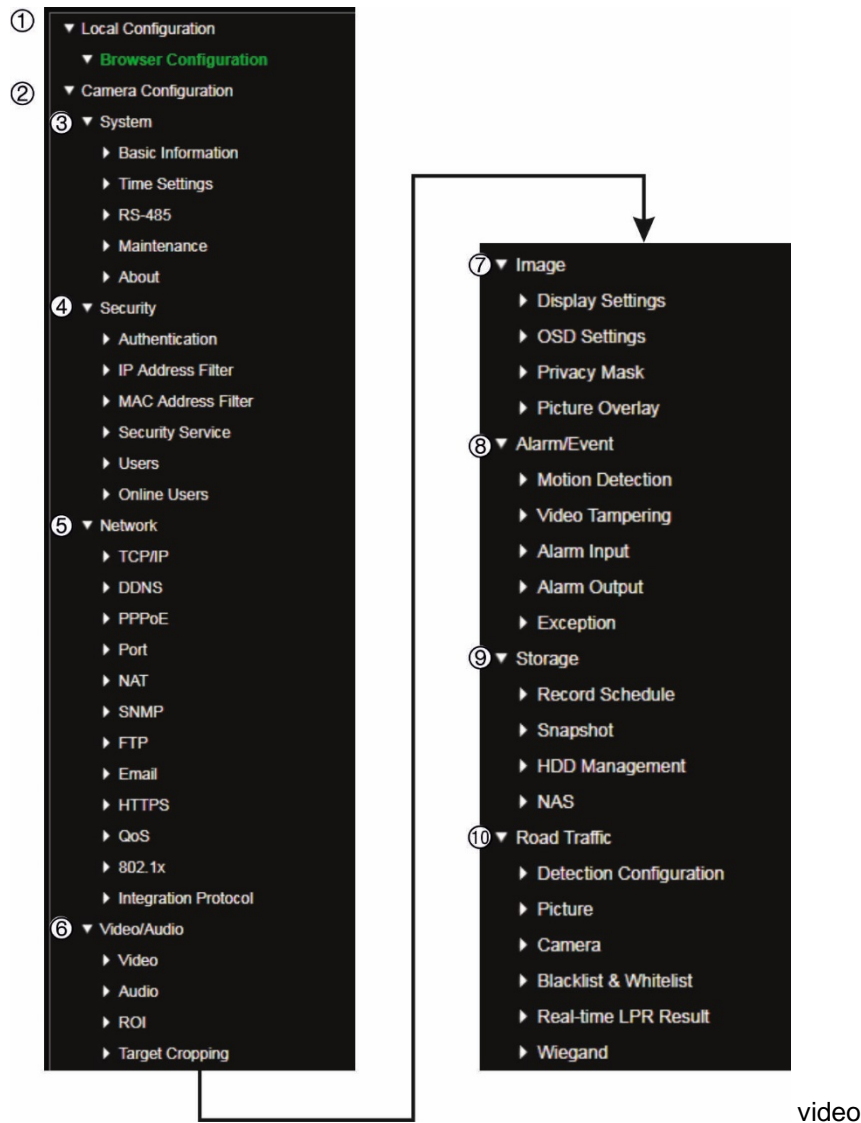 ① ▼ Local Configuration
▼ Browser Configuration
② ▼ Camera Configuration
③ ▼ System
▶ Basic Information
▶ Time Settings
▶ RS-485
▶ Maintenance
▶ About
④ ▼ Security
▶ Authentication
▶ IP Address Filter
▶ MAC Address Filter
▶ Security Service
▶ Users
▶ Online Users
⑤ ▼ Network
▶ TCP/IP
▶ DDNS
▶ PPPoE
▶ Port
▶ NAT
▶ SNMP
▶ FTP
▶ Email
▶ HTTPS
▶ QoS
▶ 802.1x
▶ Integration Protocol
⑥ ▼ Video/Audio
▶ Video
▶ Audio
▶ ROI
▶ Target Cropping
⑦ ▼ Image
▶ Display Settings
▶ OSD Settings
▶ Privacy Mask
▶ Picture Overlay
⑧ ▼ Alarm/Event
▶ Motion Detection
▶ Video Tampering
▶ Alarm Input
▶ Alarm Output
▶ Exception
⑨ ▼ Storage
▶ Record Schedule
▶ Snapshot
▶ HDD Management
▶ NAS
⑩ ▼ Road Traffic
▶ Detection Configuration
▶ Picture
▶ Camera
▶ Blacklist & Whitelist
▶ Real-time LPR Result
▶ Wiegand
video